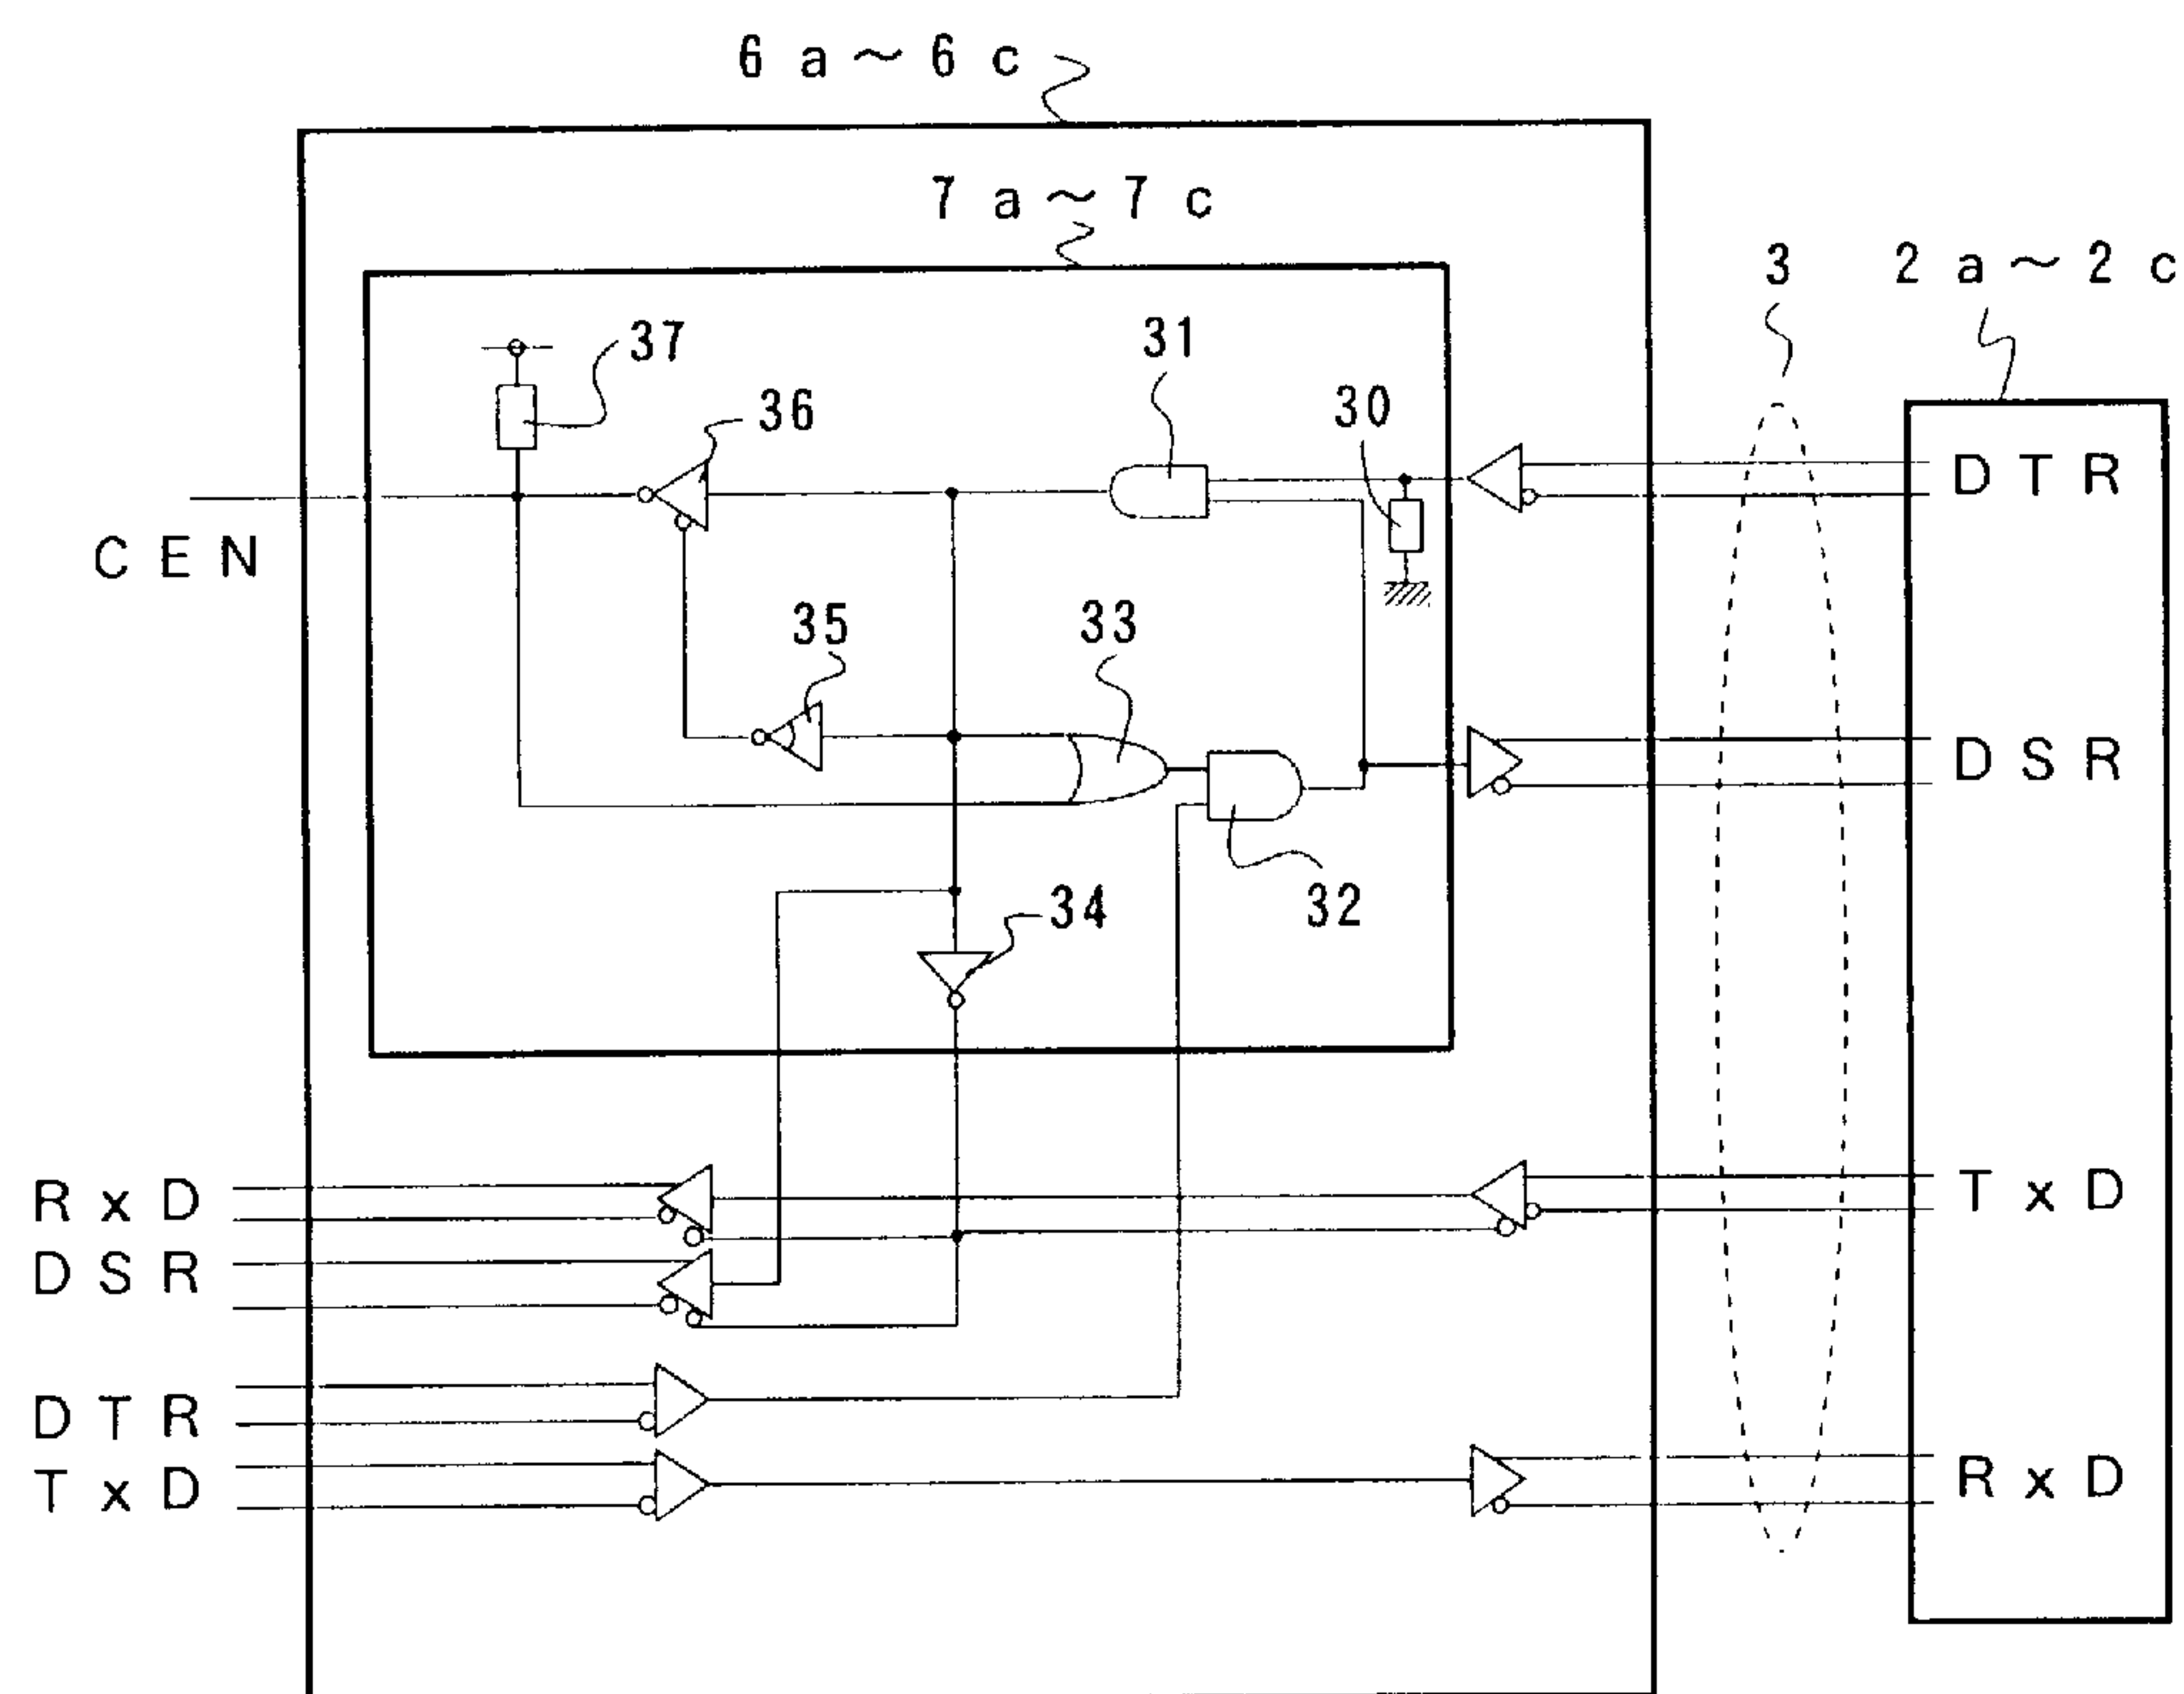 6 a ～ 6 c
7 a ～ 7 c
3
2 a ～ 2 c
37
31
36
30
D T R
C E N
35
33
D S R
34
32
R x D
T x D
D S R
D T R
R x D
T x D